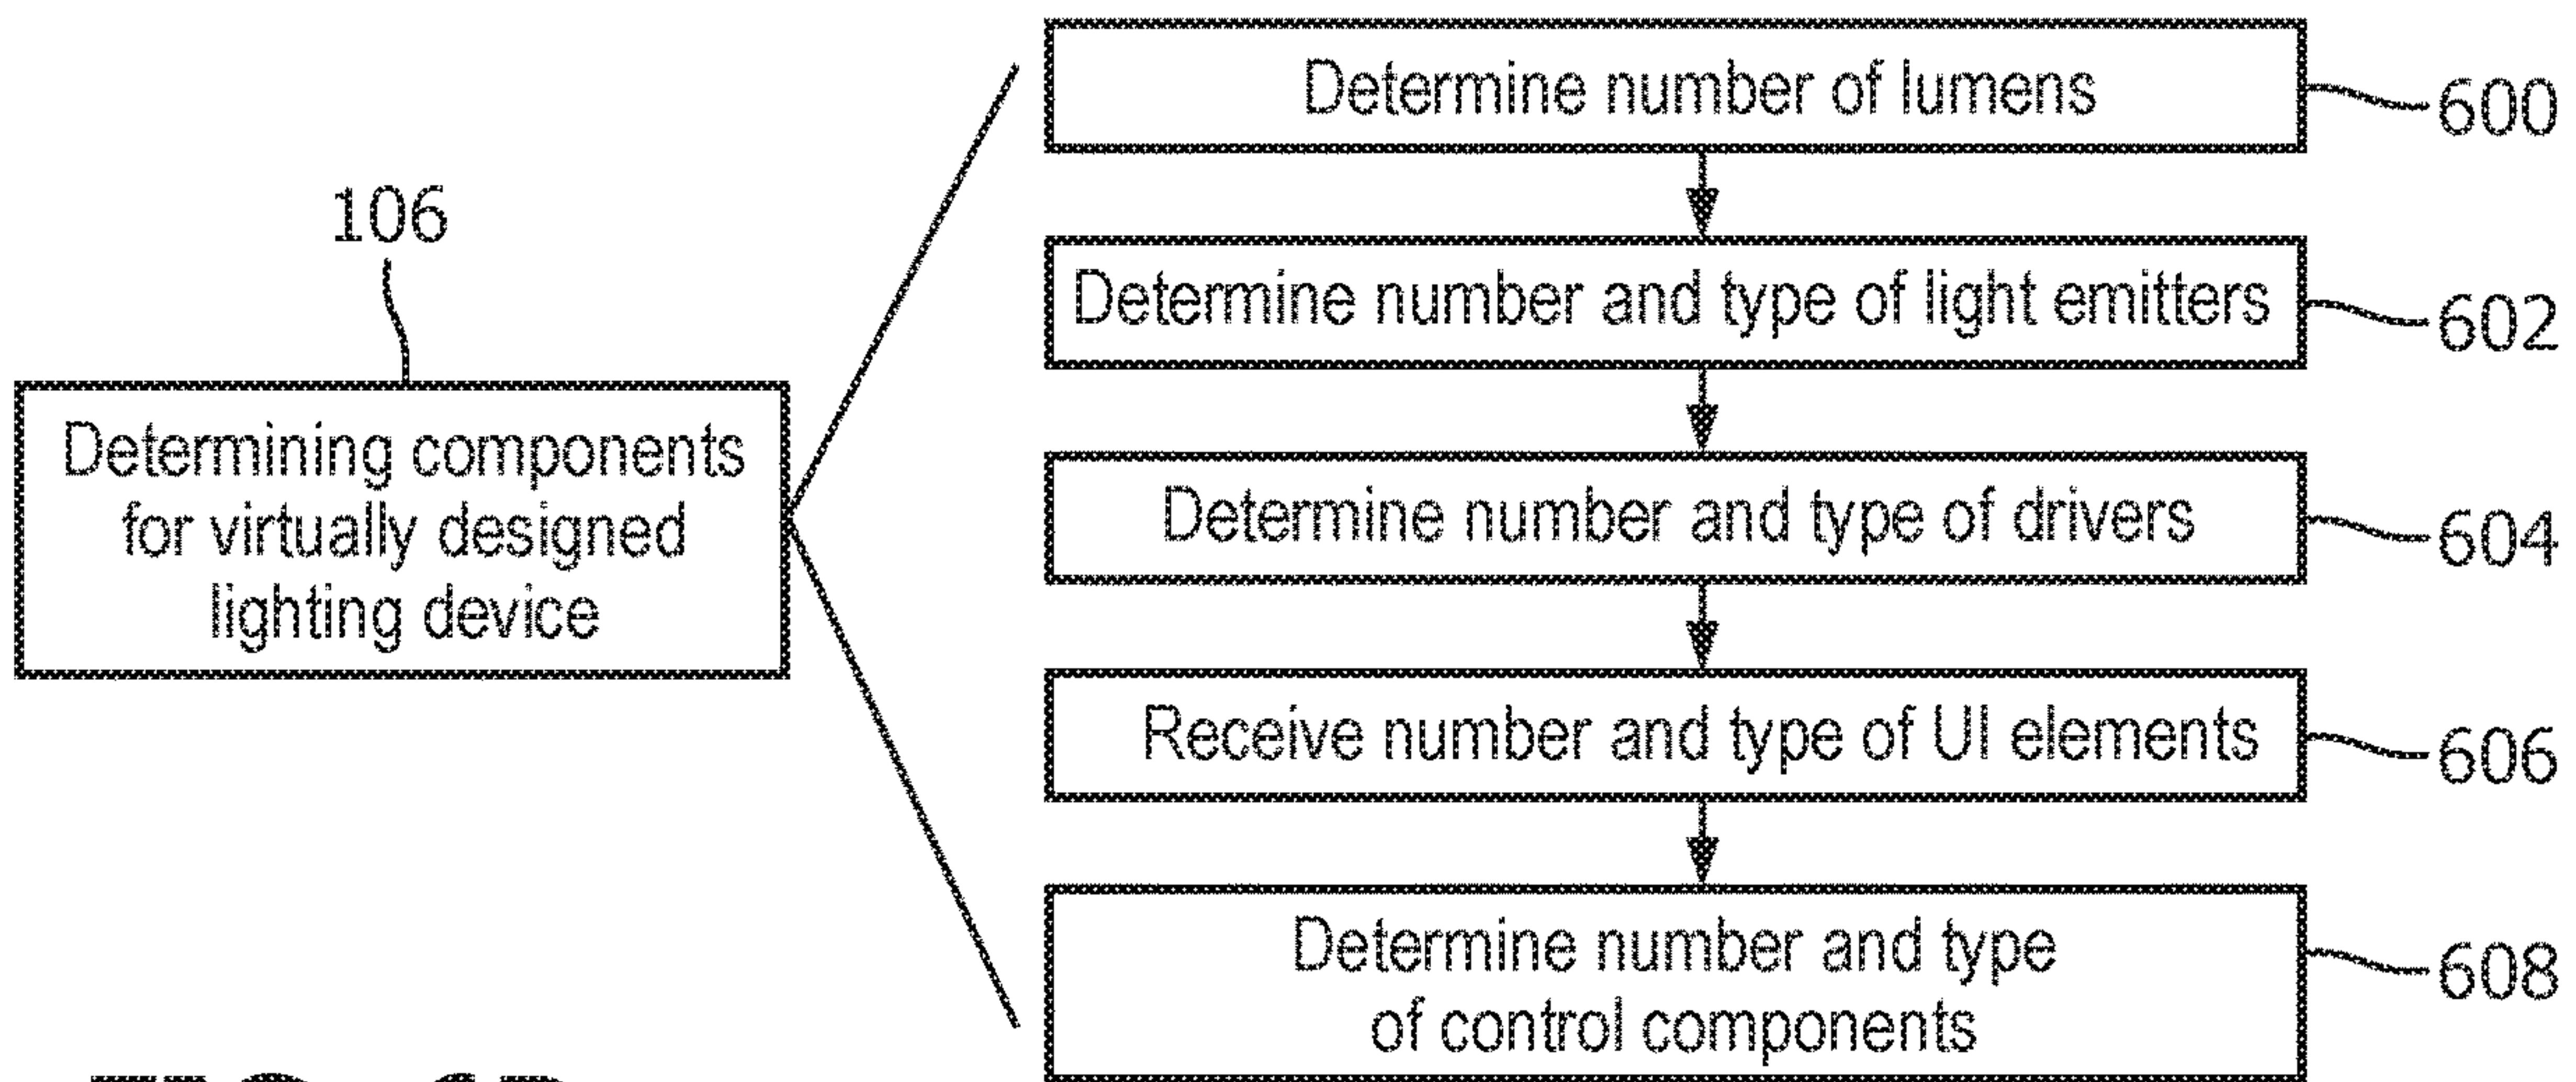 106
Determining components
for virtually designed
lighting device
Determine number of lumens
600
Determine number and type of light emitters
602
Determine number and type of drivers
604
Receive number and type of UI elements
606
Determine number and type
of control components
608